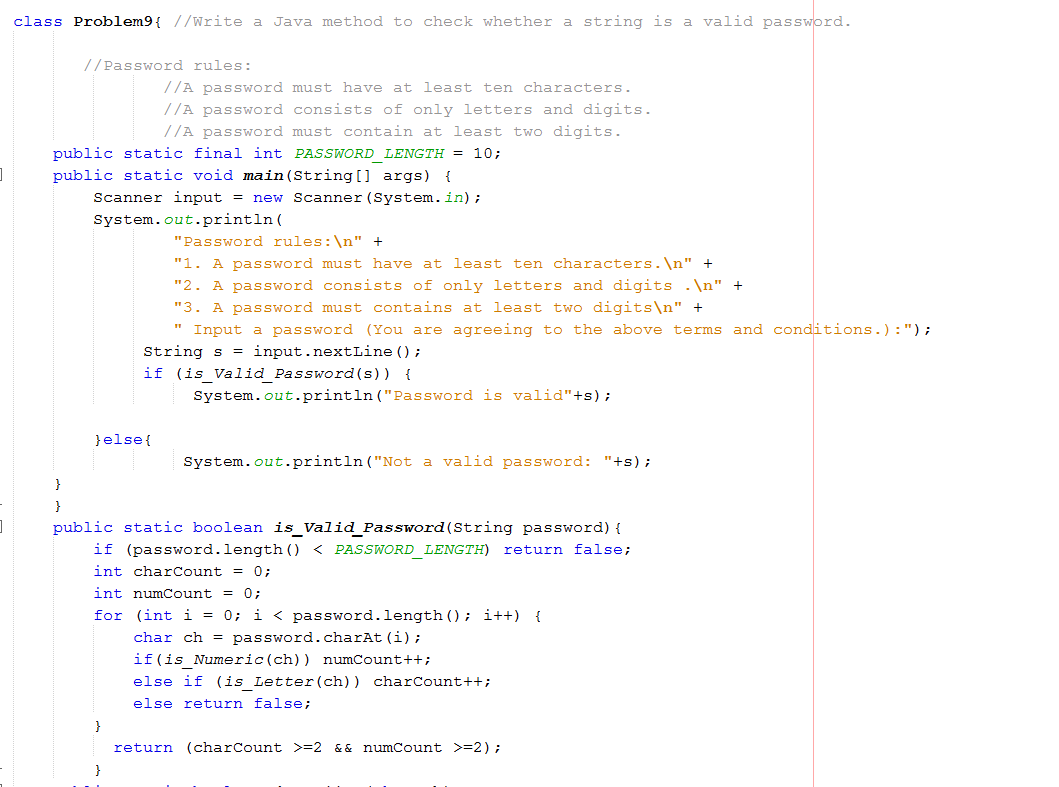 class Problem9{ //Write a Java method to check whether a string is a valid password.
//Password rules:
//A password must have at least ten characters.
//A password consists of only letters and digits.
//A password must contain at least two digits.
public static final int PASSWORD_LENGTH = 10;
public static void main(String[] args) {
Scanner input = new Scanner(System.in);
System.out.println(
"Password rules:\n" +
"1. A password must have at least ten characters.\n" +
"2. A password consists of only letters and digits .\n" +
"3. A password must contains at least two digits\n" +
" Input a password (You are agreeing to the above terms and conditions.):");
String s = input.nextLine();
if (is_Valid_Password(s)) {
System.out.println("Password is valid"+s);
}else{
System.out.println("Not a valid password: "+s);
}
}
public static boolean is_Valid_Password(String password){
if (password.length() < PASSWORD_LENGTH) return false;
int charCount = 0;
int numCount = 0;
for (int i = 0; i < password.length(); i++) {
char ch = password.charAt(i);
if(is_Numeric(ch)) numCount++;
else if (is_Letter(ch)) charCount++;
else return false;
}
return (charCount >=2 && numCount >=2);
}